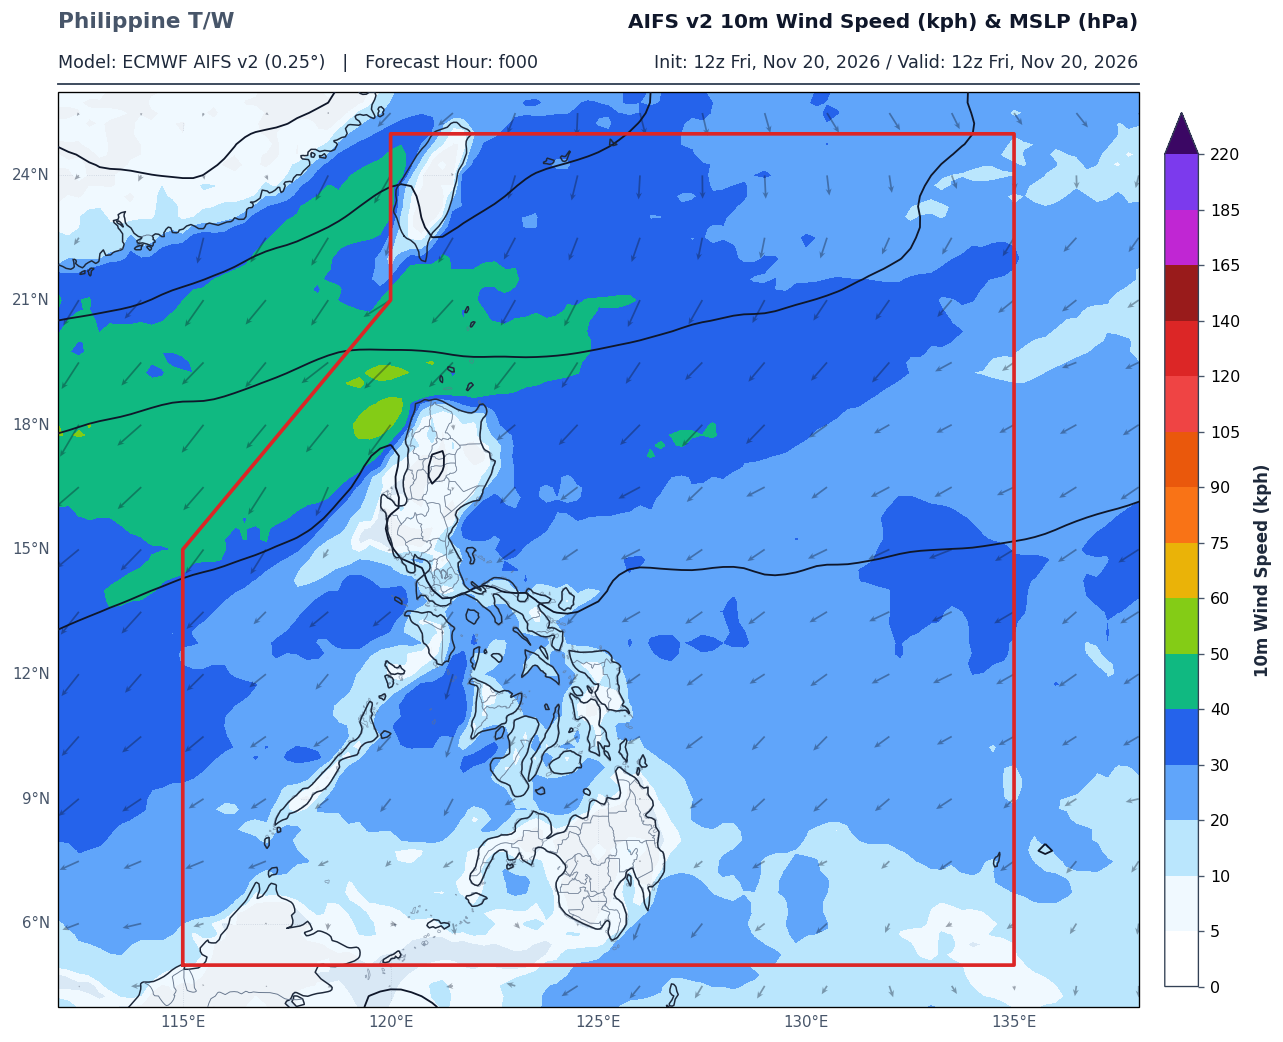 Philippine T/W
AIFS v2 10m Wind Speed (kph) & MSLP (hPa)
Model: ECMWF AIFS v2 (0.25°) | Forecast Hour: f000
Init: 12z Fri, Nov 20, 2026 / Valid: 12z Fri, Nov 20, 2026
24°N
21°N
18°N
15°N
12°N
9°N
6°N
115°E
120°E
125°E
130°E
135°E
220
185
165
140
120
105
90
75
60
50
40
30
20
10
5
0
10m Wind Speed (kph)